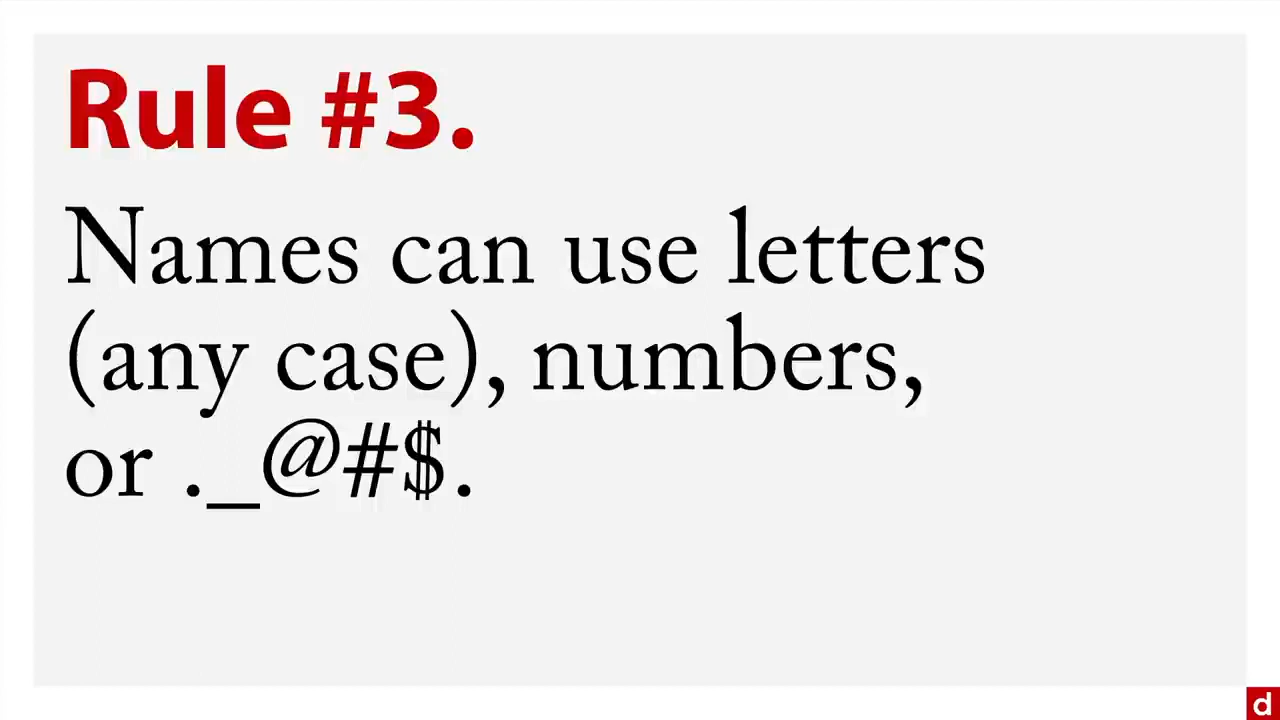 Rule #3.
Names can use letters
(any case), numbers,
or ._@#$.
d